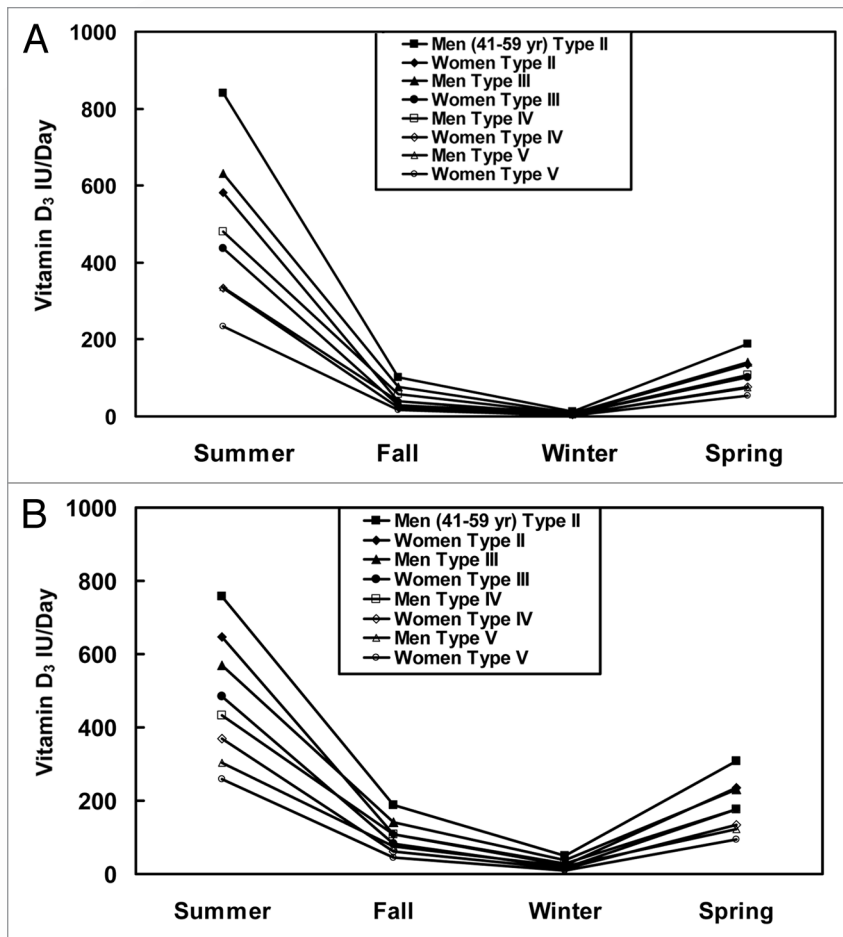 A
1000
800
600
400
200
0
Vitamin D₃ IU/Day
Men (41-59 yr) Type II
Women Type II
Men Type III
Women Type III
Men Type IV
Women Type IV
Men Type V
Women Type V
Summer Fall Winter Spring
B
1000
800
600
400
200
0
Vitamin D₃ IU/Day
Men (41-59 yr) Type II
Women Type II
Men Type III
Women Type III
Men Type IV
Women Type IV
Men Type V
Women Type V
Summer Fall Winter Spring